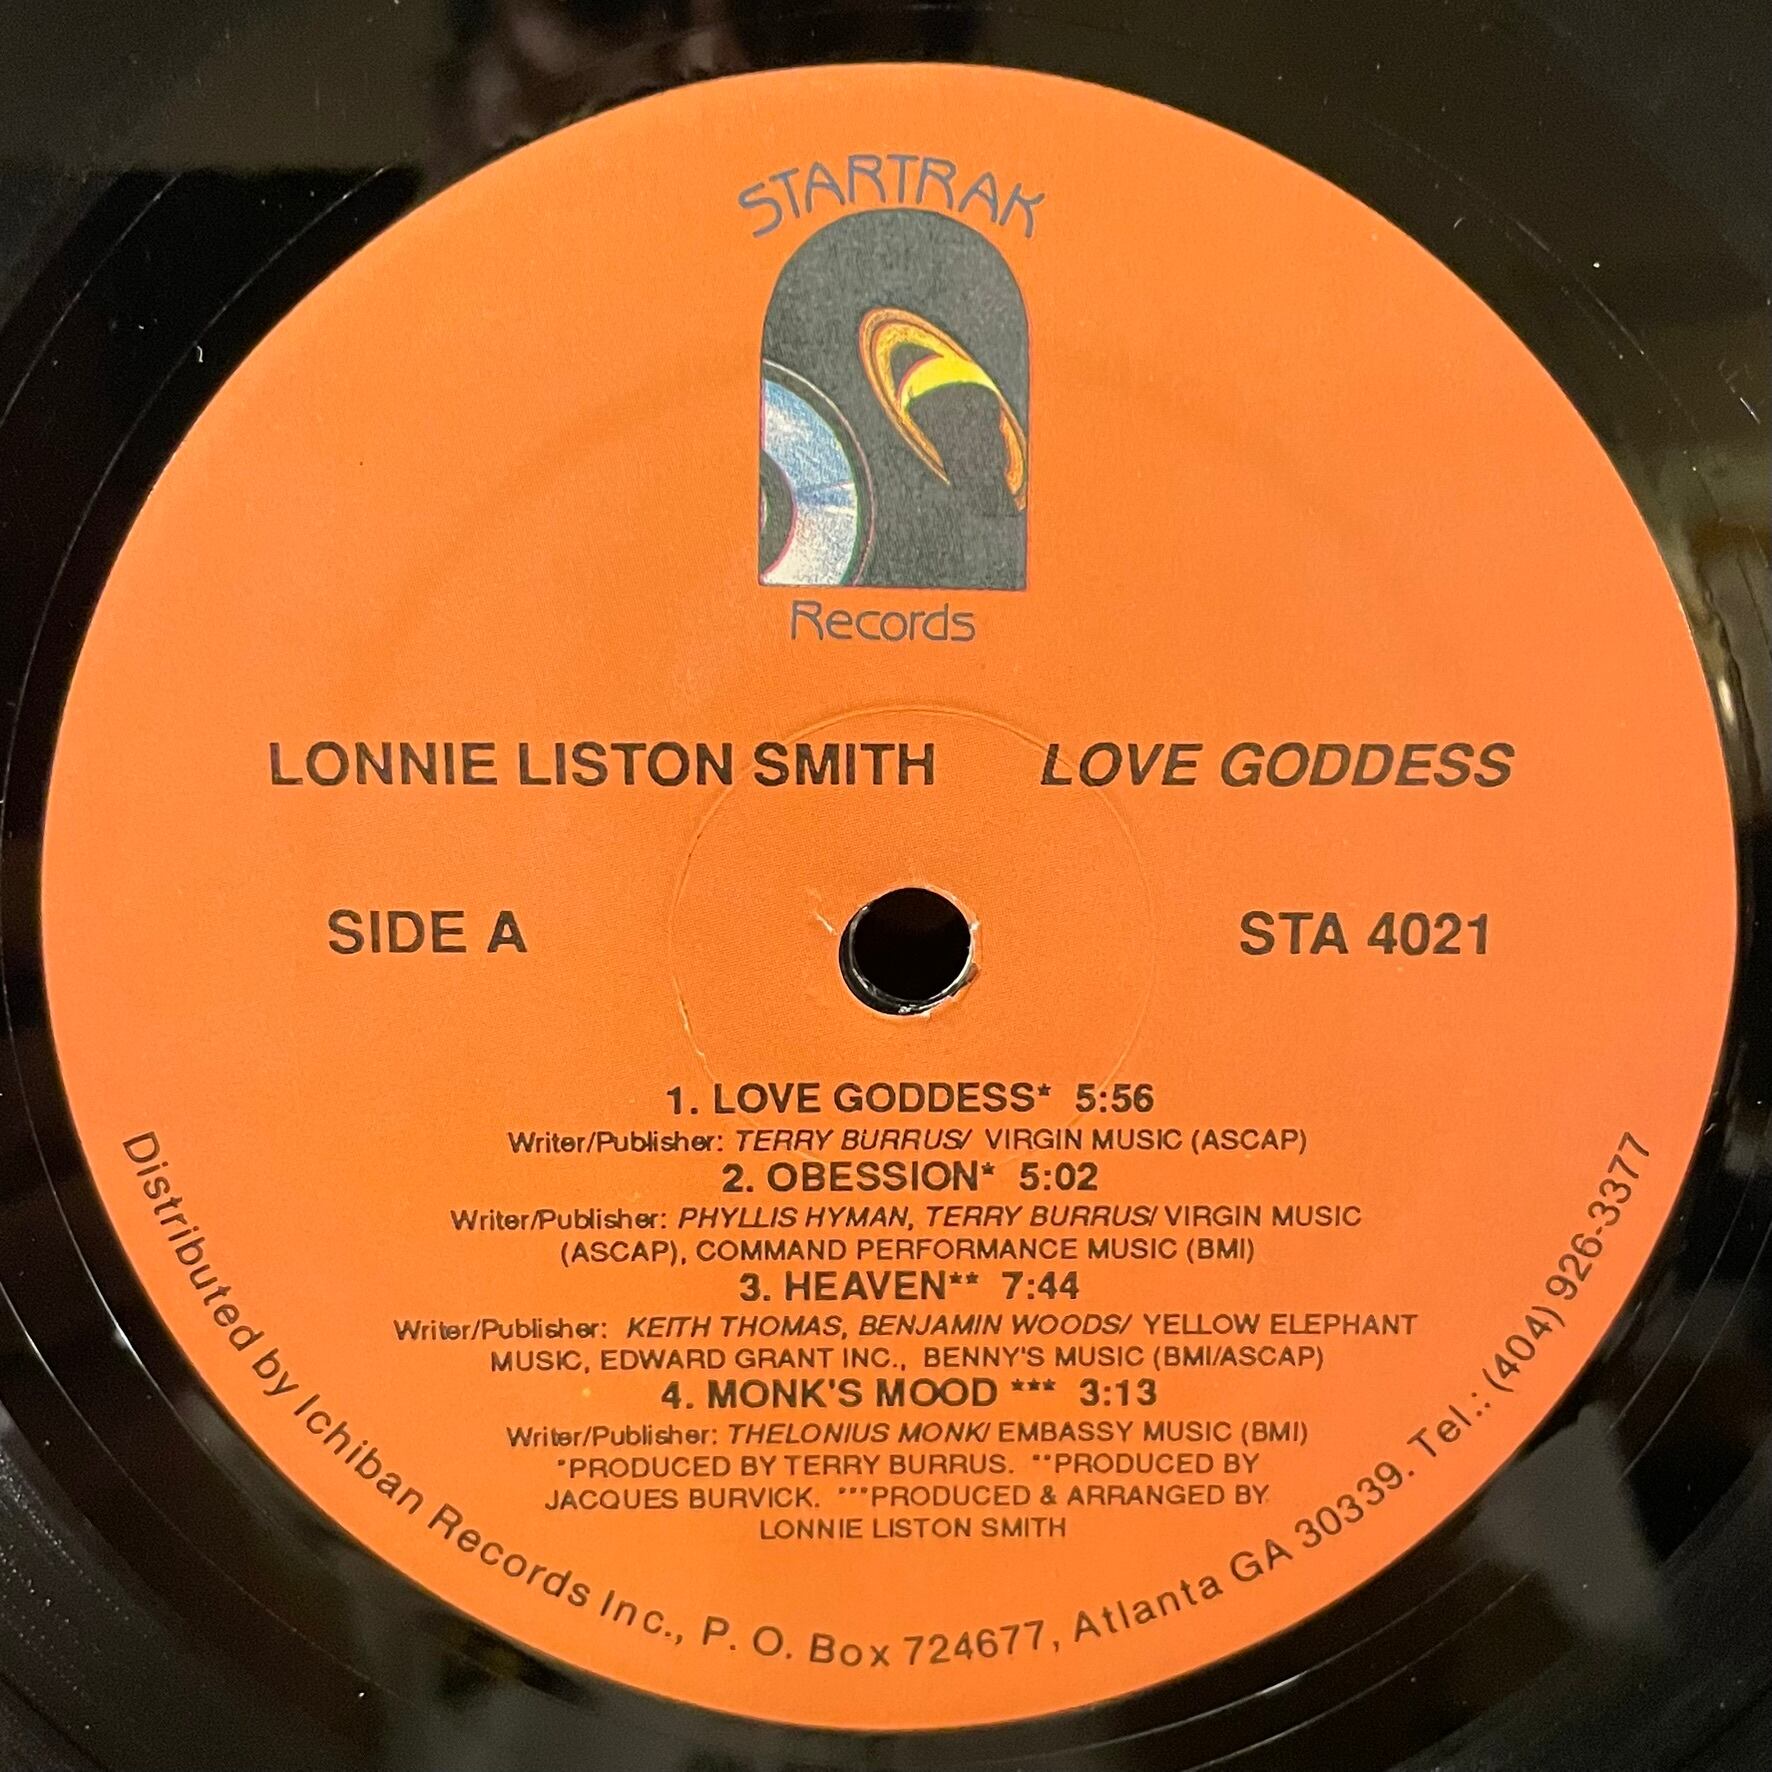 STARTRAK
Records
LONNIE LISTON SMITH LOVE GODDESS
SIDE A STA 4021
1. LOVE GODDESS* 5:56
Writer/Publisher: TERRY BURRUS/ VIRGIN MUSIC (ASCAP)
2. OBESSION* 5:02
Writer/Publisher: PHYLLIS HYMAN, TERRY BURRUS/ VIRGIN MUSIC
(ASCAP), COMMAND PERFORMANCE MUSIC (BMI)
3. HEAVEN** 7:44
Writer/Publisher: KEITH THOMAS, BENJAMIN WOODS/ YELLOW ELEPHANT
MUSIC, EDWARD GRANT INC., BENNY'S MUSIC (BMI/ASCAP)
4. MONK'S MOOD *** 3:13
Writer/Publisher: THELONIUS MONK/ EMBASSY MUSIC (BMI)
*PRODUCED BY TERRY BURRUS. **PRODUCED BY
JACQUES BURVICK. ***PRODUCED & ARRANGED BY
LONNIE LISTON SMITH
Distributed by Ichiban Records Inc., P. O. Box 724677, Atlanta GA 30339. Tel.: (404) 926-3377